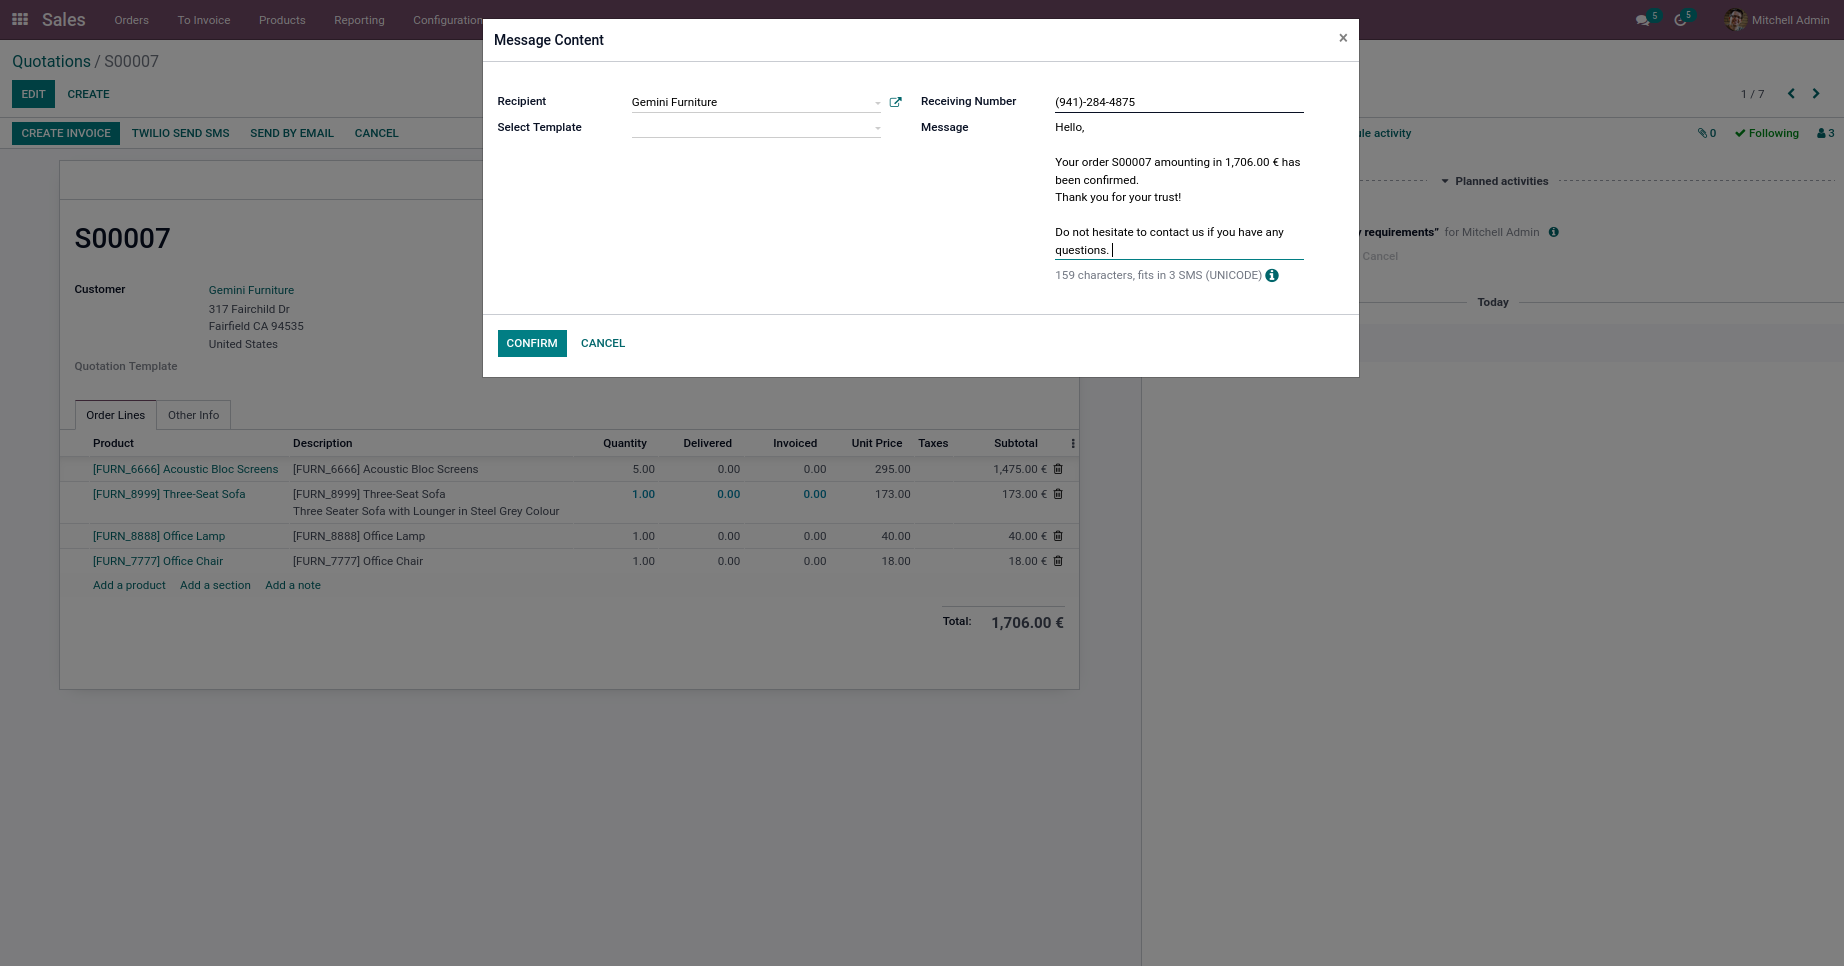 Sales Orders To Invoice Products Reporting Configuration 5 5 Mitchell Admin
Quotations / S00007
EDIT CREATE
1 / 7
CREATE INVOICE TWILIO SEND SMS SEND BY EMAIL CANCEL
activity 0 Following 3
Message Content ×
Recipient Gemini Furniture
Receiving Number (941)-284-4875
Select Template
Message Hello,
Your order S00007 amounting in 1,706.00 € has
been confirmed.
Thank you for your trust!
Do not hesitate to contact us if you have any
questions.
159 characters, fits in 3 SMS (UNICODE)
CONFIRM CANCEL
Planned activities
requirements" for Mitchell Admin
Cancel
Today
S00007
Customer Gemini Furniture
317 Fairchild Dr
Fairfield CA 94535
United States
Quotation Template
Order Lines Other Info
Product Description Quantity Delivered Invoiced Unit Price Taxes Subtotal
[FURN_6666] Acoustic Bloc Screens [FURN_6666] Acoustic Bloc Screens 5.00 0.00 0.00 295.00 1,475.00 €
[FURN_8999] Three-Seat Sofa [FURN_8999] Three-Seat Sofa 1.00 0.00 0.00 173.00 173.00 €
Three Seater Sofa with Lounger in Steel Grey Colour
[FURN_8888] Office Lamp [FURN_8888] Office Lamp 1.00 0.00 0.00 40.00 40.00 €
[FURN_7777] Office Chair [FURN_7777] Office Chair 1.00 0.00 0.00 18.00 18.00 €
Add a product Add a section Add a note
Total: 1,706.00 €